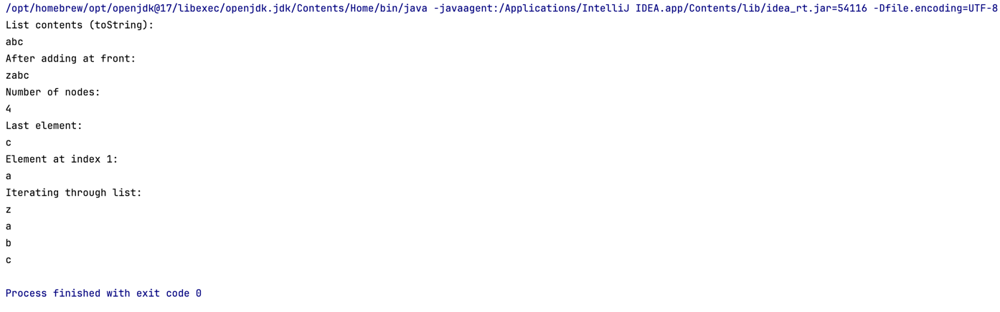 /opt/homebrew/opt/openjdk@17/libexec/openjdk.jdk/Contents/Home/bin/java -javaagent:/Applications/IntelliJ IDEA.app/Contents/lib/idea_rt.jar=54116 -Dfile.encoding=UTF-8
List contents (toString):
abc
After adding at front:
zabc
Number of nodes:
4
Last element:
c
Element at index 1:
a
Iterating through list:
z
a
b
c
Process finished with exit code 0